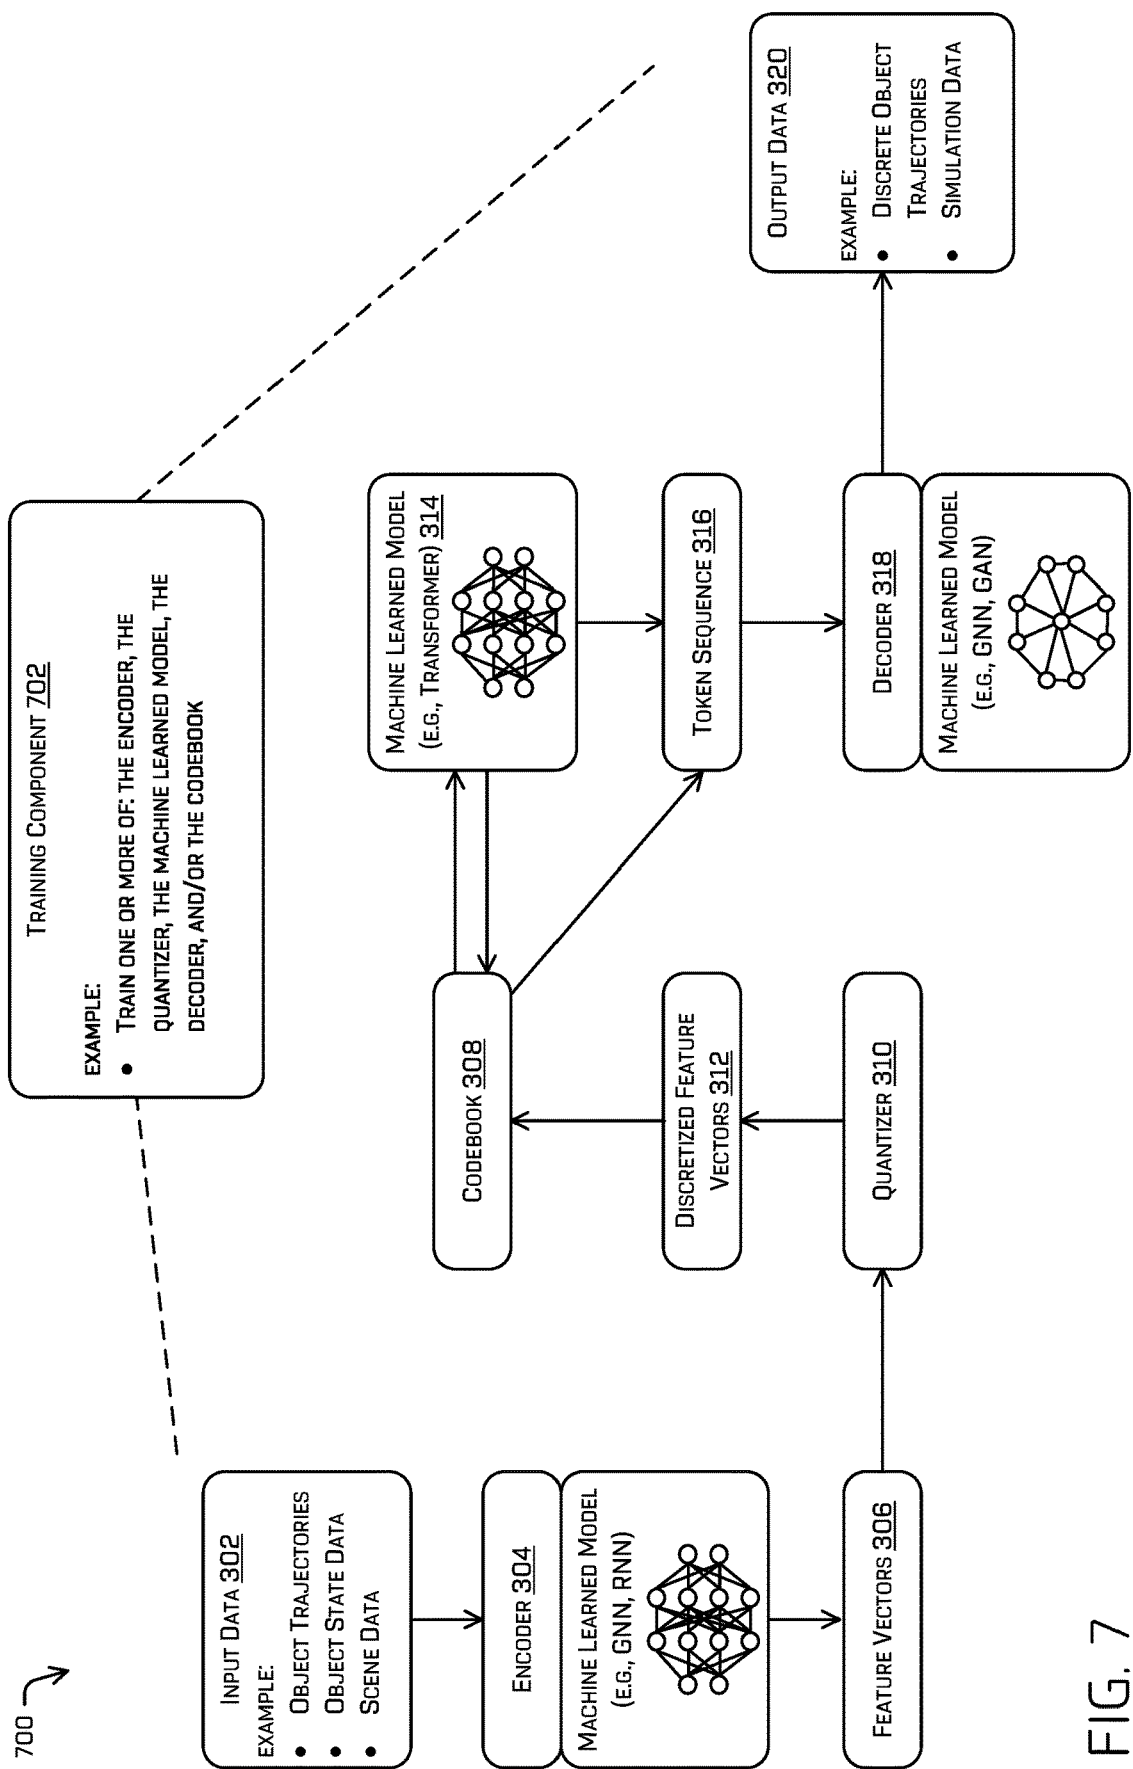 700
TRAINING COMPONENT 702
EXAMPLE:
• TRAIN ONE OR MORE OF: THE ENCODER, THE
QUANTIZER, THE MACHINE LEARNED MODEL, THE
DECODER, AND/OR THE CODEBOOK
INPUT DATA 302
EXAMPLE:
• OBJECT TRAJECTORIES
• OBJECT STATE DATA
• SCENE DATA
ENCODER 304
MACHINE LEARNED MODEL
(E.G., GNN, RNN)
FEATURE VECTORS 306
CODEBOOK 308
DISCRETIZED FEATURE
VECTORS 312
QUANTIZER 310
MACHINE LEARNED MODEL
(E.G., TRANSFORMER) 314
TOKEN SEQUENCE 316
DECODER 318
MACHINE LEARNED MODEL
(E.G., GNN, GAN)
OUTPUT DATA 320
EXAMPLE:
• DISCRETE OBJECT
TRAJECTORIES
• SIMULATION DATA
FIG. 7